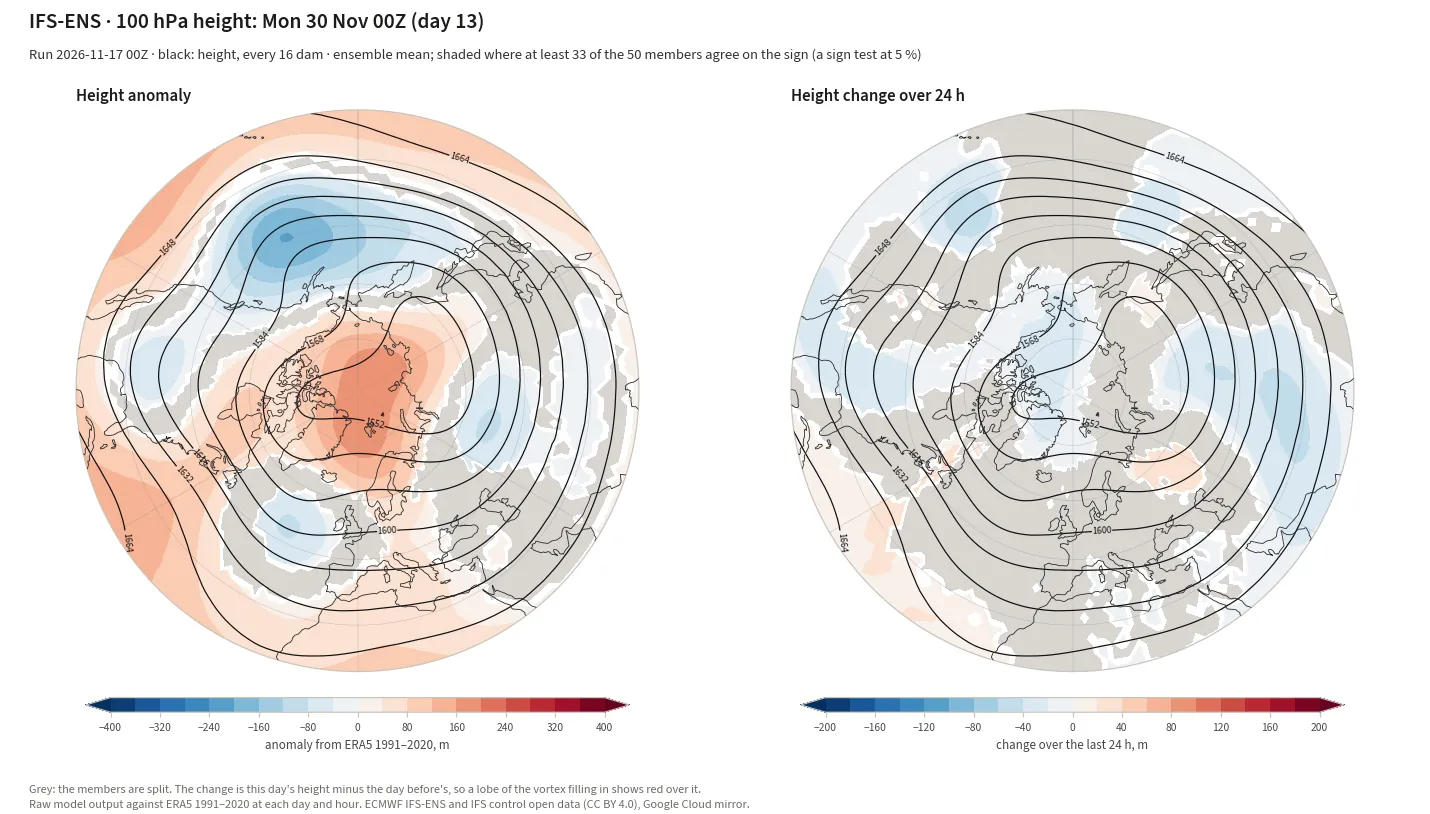 IFS-ENS · 100 hPa height: Mon 30 Nov 00Z (day 13)
Run 2026-11-17 00Z · black: height, every 16 dam · ensemble mean; shaded where at least 33 of the 50 members agree on the sign (a sign test at 5 %)
Height anomaly
Height change over 24 h
1664
1648
1584
1568
1552
1616
1632
1600
1664
1664
1648
1584
1568
1552
1616
1632
1600
1664
−400 −320 −240 −160 −80 0 80 160 240 320 400
anomaly from ERA5 1991–2020, m
−200 −160 −120 −80 −40 0 40 80 120 160 200
change over the last 24 h, m
Grey: the members are split. The change is this day's height minus the day before's, so a lobe of the vortex filling in shows red over it.
Raw model output against ERA5 1991–2020 at each day and hour. ECMWF IFS-ENS and IFS control open data (CC BY 4.0), Google Cloud mirror.